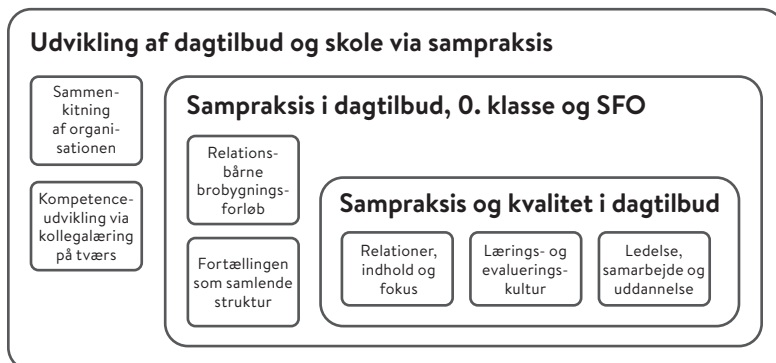 Udvikling af dagtilbud og skole via sampraksis
Sammen-
kitning
af organi-
sationen
Kompetence-
udvikling via
kollegalæring
på tværs
Sampraksis i dagtilbud, 0. klasse og SFO
Relations-
bårne
brobygnings-
forløb
Fortællingen
som samlende
struktur
Sampraksis og kvalitet i dagtilbud
Relationer,
indhold og
fokus
Lærings- og
evaluerings-
kultur
Ledelse,
samarbejde og
uddannelse